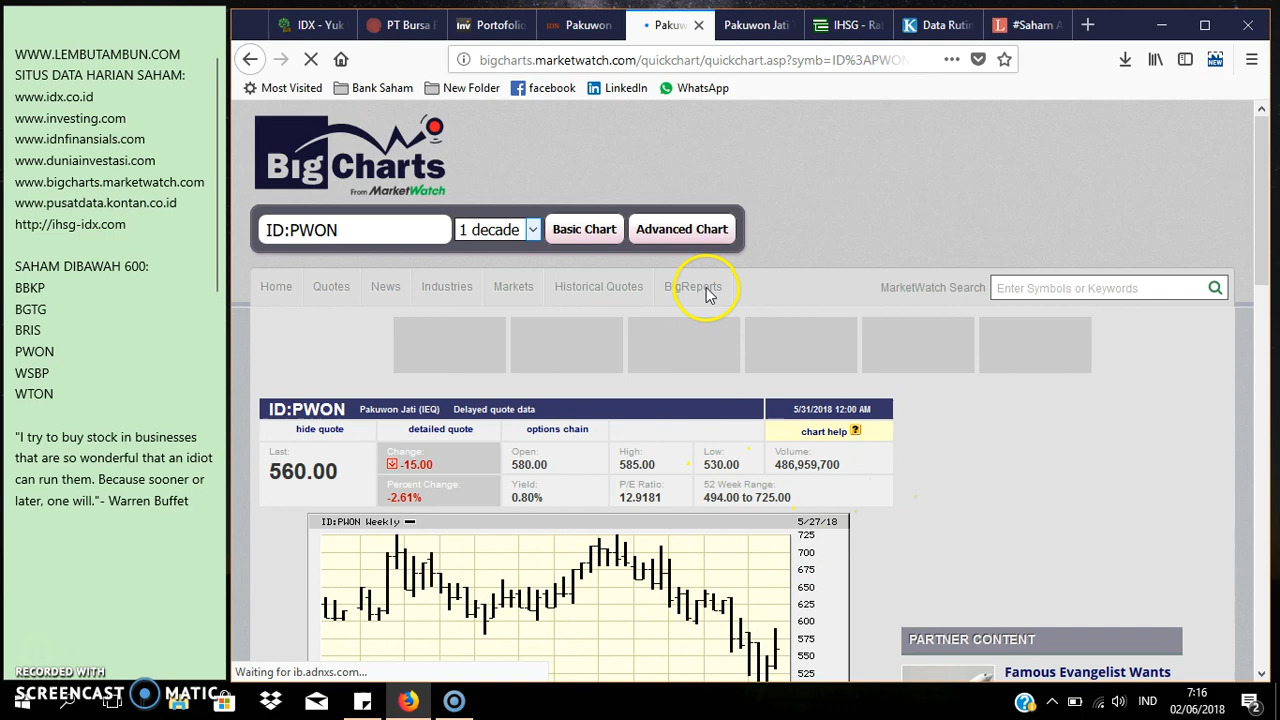 WWW.LEMBUTAMBUN.COM
SITUS DATA HARIAN SAHAM:
www.idx.co.id
www.investing.com
www.idnfinansials.com
www.duniainvestasi.com
www.bigcharts.marketwatch.com
www.pusatdata.kontan.co.id
http://ihsg-idx.com
SAHAM DIBAWAH 600:
BBKP
BGTG
BRIS
PWON
WSBP
WTON
"I try to buy stock in businesses
that are so wonderful that an idiot
can run them. Because sooner or
later, one will."- Warren Buffet
RECORDED WITH
SCREENCAST MATIC
IDX - Yuk
PT Bursa E
inv Portofolio
Pakuwon
Pakuw
Pakuwon Jati
IHSG - Ra
Data Rutin
#Saham A
bigcharts.marketwatch.com/quickchart/quickchart.asp?symb=ID%3APWON
NEW
Most Visited Bank Saham New Folder facebook LinkedIn WhatsApp
BigCharts
From MarketWatch
ID:PWON 1 decade Basic Chart Advanced Chart
Home Quotes News Industries Markets Historical Quotes BigReports MarketWatch Search Enter Symbols or Keywords
ID:PWON Pakuwon Jati (IEQ) Delayed quote data 5/31/2018 12:00 AM
hide quote detailed quote options chain chart help ?
Last: Change: Open: High: Low: Volume:
560.00 -15.00 580.00 585.00 530.00 486,959,700
Percent Change: Yield: P/E Ratio: 52 Week Range:
-2.61% 0.80% 12.9181 494.00 to 725.00
ID:PWON Weekly 5/27/18
725
700
675
650
625
600
575
550
525
PARTNER CONTENT
Famous Evangelist Wants
Waiting for ib.adnxs.com...
IND
7:16
02/06/2018
2